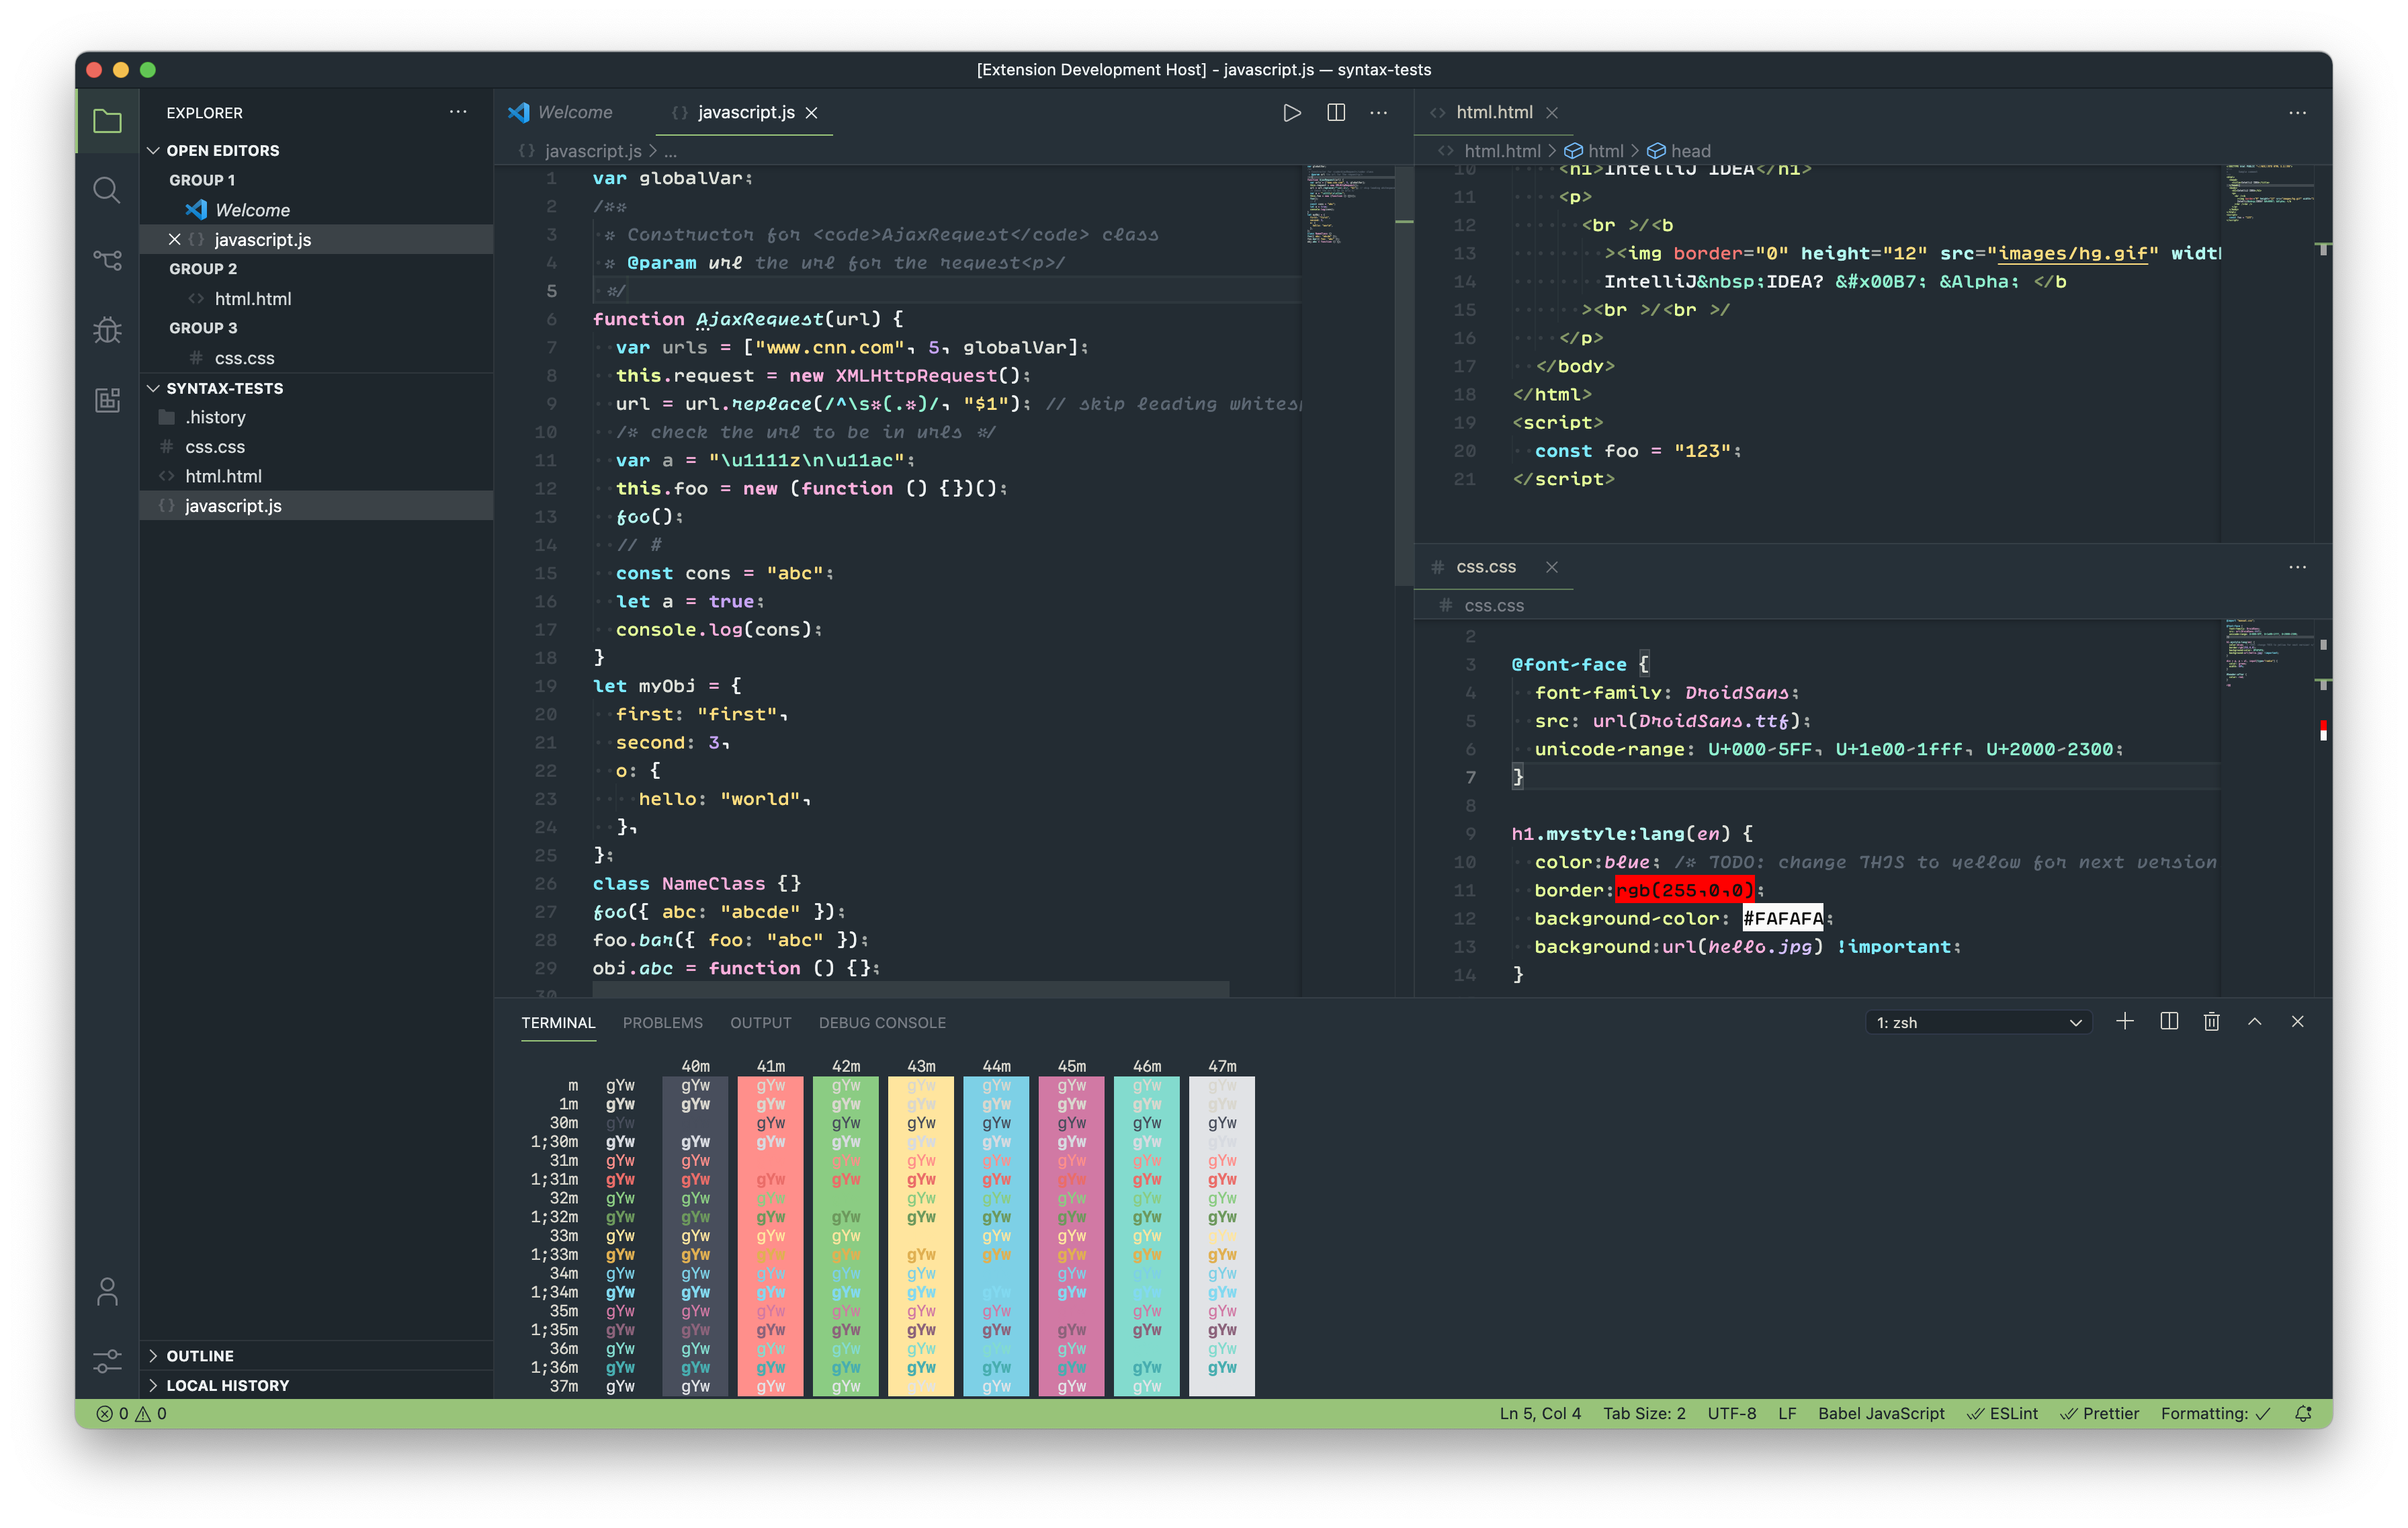 [Extension Development Host] - javascript.js — syntax-tests
EXPLORER
OPEN EDITORS
GROUP 1
Welcome
javascript.js
GROUP 2
html.html
GROUP 3
css.css
SYNTAX-TESTS
.history
css.css
html.html
javascript.js
OUTLINE
LOCAL HISTORY
Welcome
javascript.js
javascript.js > ...
1 var globalVar;
2 /**
3 * Constructor for <code>AjaxRequest</code> class
4 * @param url the url for the request<p>/
5 */
6 function AjaxRequest(url) {
7 var urls = ["www.cnn.com", 5, globalVar];
8 this.request = new XMLHttpRequest();
9 url = url.replace(/^\s*(.*)/, "$1"); // skip leading whitesp
10 /* check the url to be in urls */
11 var a = "\u1111z\n\u11ac";
12 this.foo = new (function () {})();
13 foo();
14 // #
15 const cons = "abc";
16 let a = true;
17 console.log(cons);
18 }
19 let myObj = {
20 first: "first",
21 second: 3,
22 o: {
23 hello: "world",
24 },
25 };
26 class NameClass {}
27 foo({ abc: "abcde" });
28 foo.bar({ foo: "abc" });
29 obj.abc = function () {};
30
html.html
html.html > html > head
10 <h1>IntelliJ IDEA</h1>
11 <p>
12 <br >/<b
13 ><img border="0" height="12" src="images/hg.gif" widt
14 IntelliJ&nbsp;IDEA? &#x00B7; &Alpha; </b
15 ><br >/<br >/
16 </p>
17 </body>
18 </html>
19 <script>
20 const foo = "123";
21 </script>
css.css
css.css
2
3 @font-face {
4 font-family: DroidSans;
5 src: url(DroidSans.ttf);
6 unicode-range: U+000-5FF, U+1e00-1fff, U+2000-2300;
7 }
8
9 h1.mystyle:lang(en) {
10 color:blue; /* TODO: change THIS to yellow for next version
11 border:rgb(255,0,0);
12 background-color: #FAFAFA;
13 background:url(hello.jpg) !important;
14 }
TERMINAL PROBLEMS OUTPUT DEBUG CONSOLE
1: zsh
40m 41m 42m 43m 44m 45m 46m 47m
m gYw gYw gYw gYw gYw gYw gYw gYw gYw
1m gYw gYw gYw gYw gYw gYw gYw gYw gYw
30m gYw gYw gYw gYw gYw gYw gYw gYw
1;30m gYw gYw gYw gYw gYw gYw gYw gYw gYw
31m gYw gYw gYw gYw gYw gYw gYw gYw
1;31m gYw gYw gYw gYw gYw gYw gYw gYw gYw
32m gYw gYw gYw gYw gYw gYw gYw gYw
1;32m gYw gYw gYw gYw gYw gYw gYw gYw gYw
33m gYw gYw gYw gYw gYw gYw gYw gYw
1;33m gYw gYw gYw gYw gYw gYw gYw gYw gYw
34m gYw gYw gYw gYw gYw gYw gYw gYw
1;34m gYw gYw gYw gYw gYw gYw gYw gYw gYw
35m gYw gYw gYw gYw gYw gYw gYw gYw
1;35m gYw gYw gYw gYw gYw gYw gYw gYw gYw
36m gYw gYw gYw gYw gYw gYw gYw gYw
1;36m gYw gYw gYw gYw gYw gYw gYw gYw gYw
37m gYw gYw gYw gYw gYw gYw gYw gYw
0 0
Ln 5, Col 4 Tab Size: 2 UTF-8 LF Babel JavaScript ESLint Prettier Formatting: